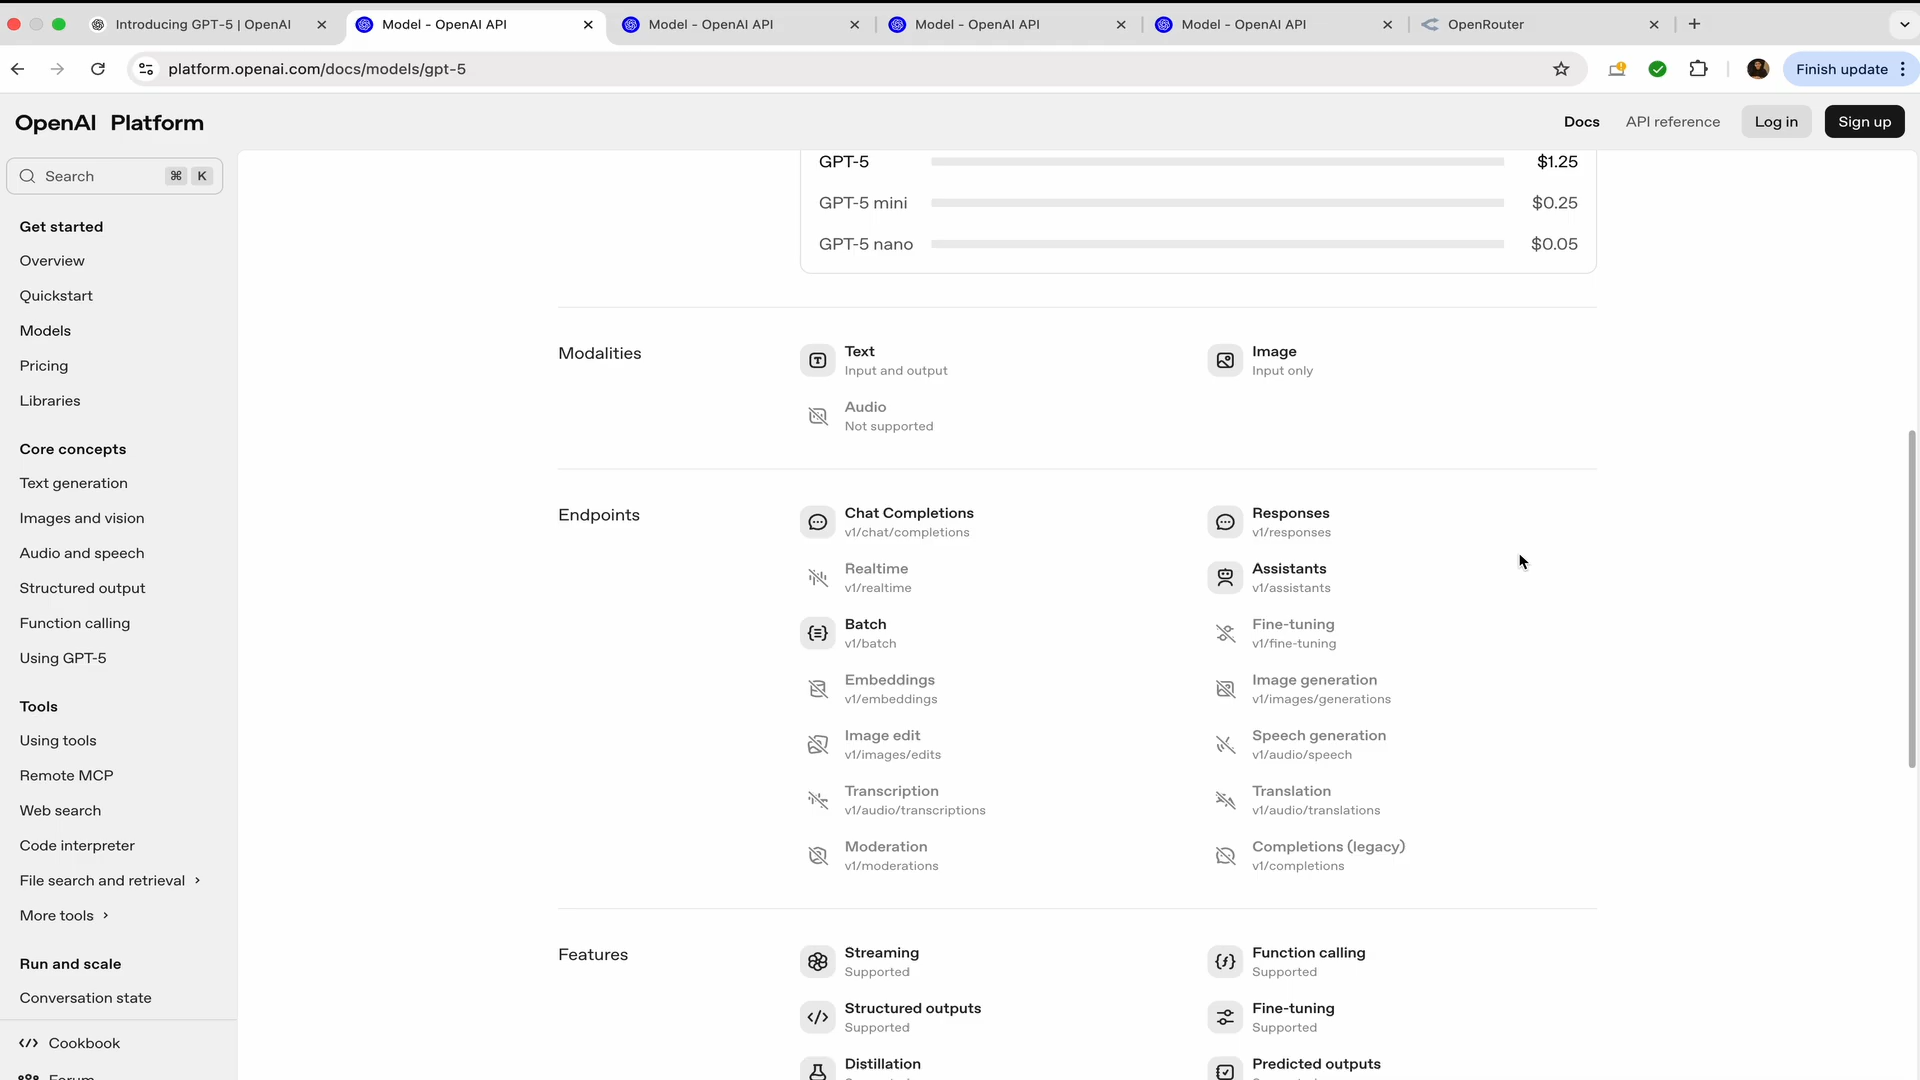 Introducing GPT-5 | OpenAI
Model - OpenAI API
Model - OpenAI API
Model - OpenAI API
Model - OpenAI API
OpenRouter
platform.openai.com/docs/models/gpt-5
Finish update
OpenAI Platform
Docs
API reference
Log in
Sign up
Search
⌘ K
Get started
Overview
Quickstart
Models
Pricing
Libraries
Core concepts
Text generation
Images and vision
Audio and speech
Structured output
Function calling
Using GPT-5
Tools
Using tools
Remote MCP
Web search
Code interpreter
File search and retrieval
More tools
Run and scale
Conversation state
Cookbook
Forum
GPT-5 $1.25
GPT-5 mini $0.25
GPT-5 nano $0.05
Modalities
Text
Input and output
Image
Input only
Audio
Not supported
Endpoints
Chat Completions
v1/chat/completions
Responses
v1/responses
Realtime
v1/realtime
Assistants
v1/assistants
Batch
v1/batch
Fine-tuning
v1/fine-tuning
Embeddings
v1/embeddings
Image generation
v1/images/generations
Image edit
v1/images/edits
Speech generation
v1/audio/speech
Transcription
v1/audio/transcriptions
Translation
v1/audio/translations
Moderation
v1/moderations
Completions (legacy)
v1/completions
Features
Streaming
Supported
Function calling
Supported
Structured outputs
Supported
Fine-tuning
Supported
Distillation
Predicted outputs